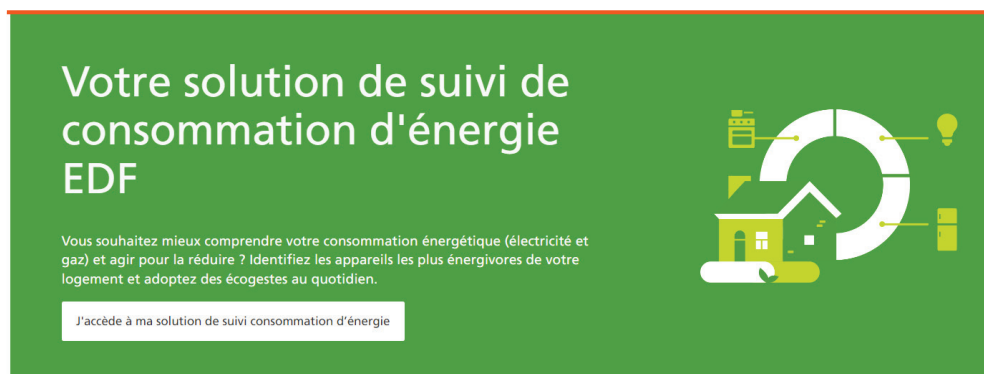 Votre solution de suivi de
consommation d'énergie
EDF
Vous souhaitez mieux comprendre votre consommation énergétique (électricité et
gaz) et agir pour la réduire ? Identifiez les appareils les plus énergivores de votre
logement et adoptez des écogestes au quotidien.
J'accède à ma solution de suivi consommation d’énergie